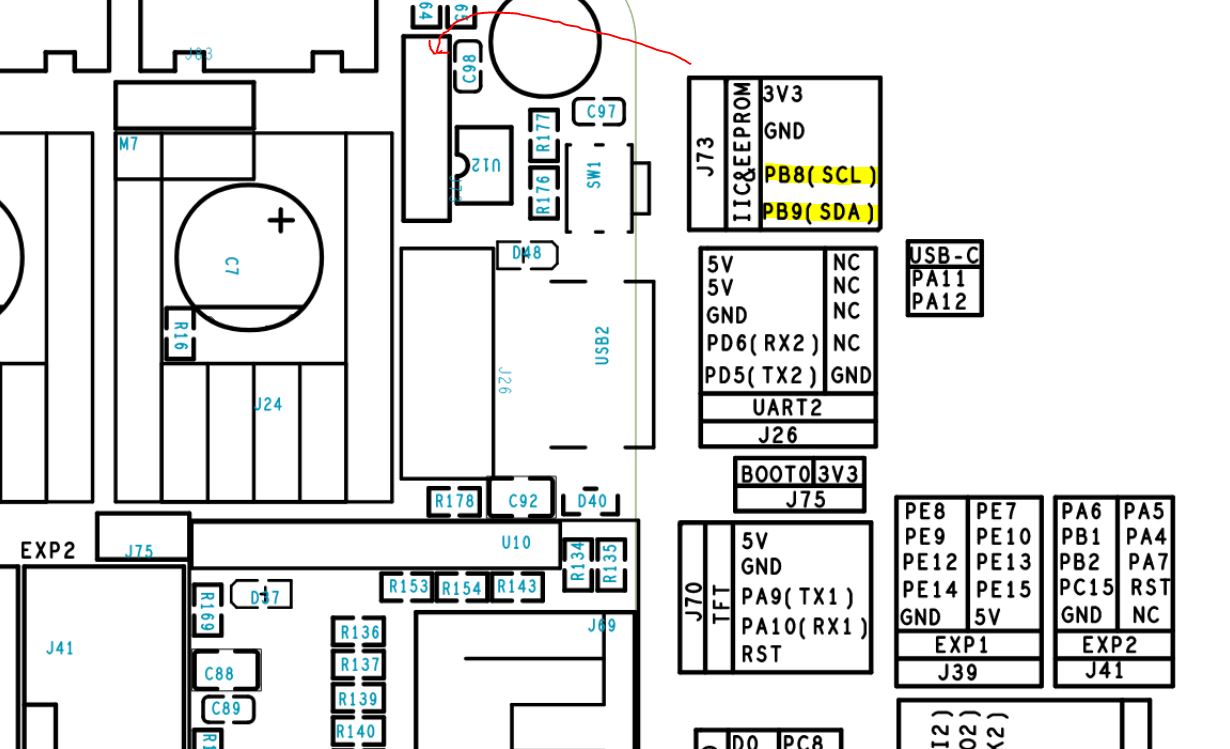 J83
C98
C97
M7
R177
U12
SW1
R176
C7
D48
R16
USB2
J26
J24
R178
C92
D40
EXP2
J75
U10
R134
R135
R153
R154
R143
D37
R169
J41
R136
J69
R137
C88
R139
C89
R140
J73
IIC&EEPROM
3V3
GND
PB8(SCL)
PB9(SDA)
5V NC
5V NC
GND NC
PD6(RX2) NC
PD5(TX2) GND
UART2
J26
USB-C
PA11
PA12
BOOT0 3V3
J75
J70
TFT
5V
GND
PA9(TX1)
PA10(RX1)
RST
PE8 PE7
PE9 PE10
PE12 PE13
PE14 PE15
GND 5V
EXP1
J39
PA6 PA5
PB1 PA4
PB2 PA7
PC15 RST
GND NC
EXP2
J41
D0 PC8